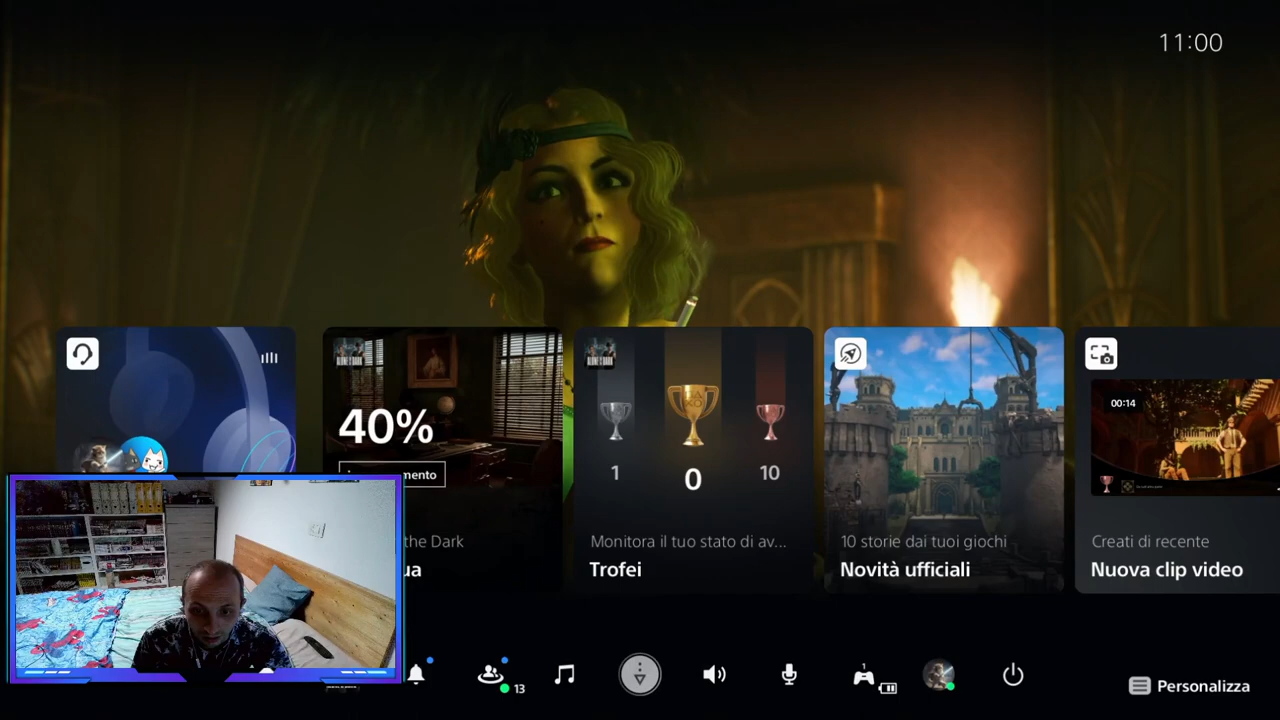 11:00
40%
mento
the Dark
ua
1
0
10
Monitora il tuo stato di av...
Trofei
10 storie dai tuoi giochi
Novità ufficiali
00:14
Creati di recente
Nuova clip video
13
1
Personalizza